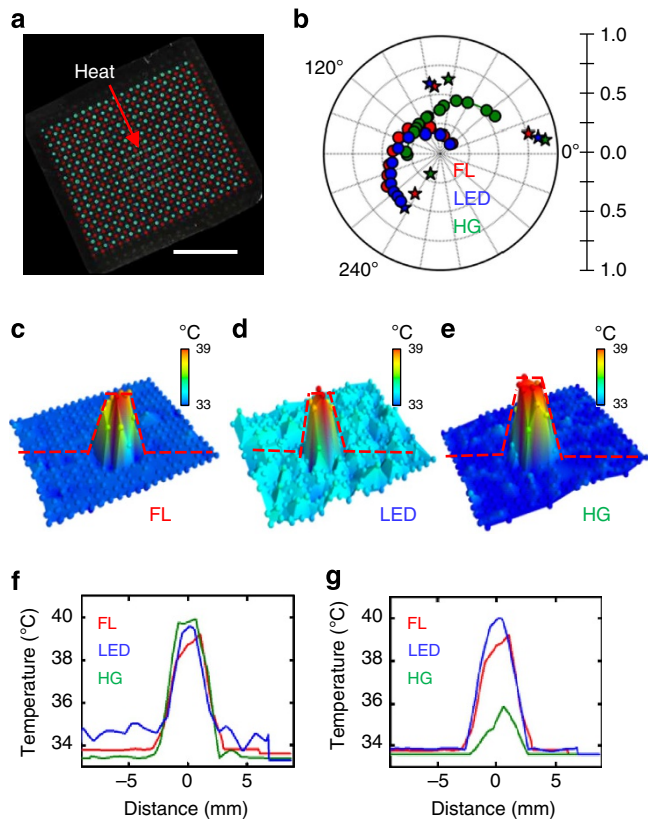 a
Heat
b
120°
0°
240°
FL
LED
HG
1.0
0.5
0.0
0.5
1.0
c
°C
39
33
FL
d
°C
39
33
LED
e
°C
39
33
HG
f
Temperature (°C)
40
38
36
34
FL
LED
HG
−5
0
5
Distance (mm)
g
Temperature (°C)
40
38
36
34
FL
LED
HG
−5
0
5
Distance (mm)